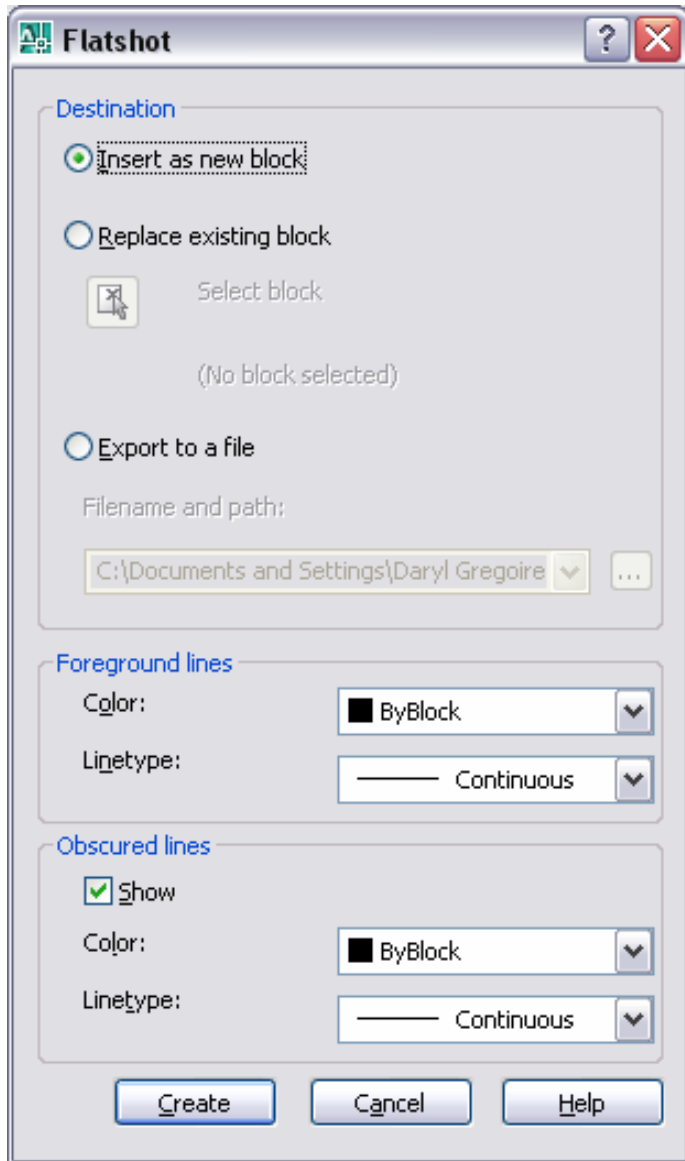 Flatshot
Destination
Insert as new block
Replace existing block
Select block
(No block selected)
Export to a file
Filename and path:
C:\Documents and Settings\Daryl Gregoire
...
Foreground lines
Color:
ByBlock
Linetype:
Continuous
Obscured lines
Show
Color:
ByBlock
Linetype:
Continuous
Create
Cancel
Help